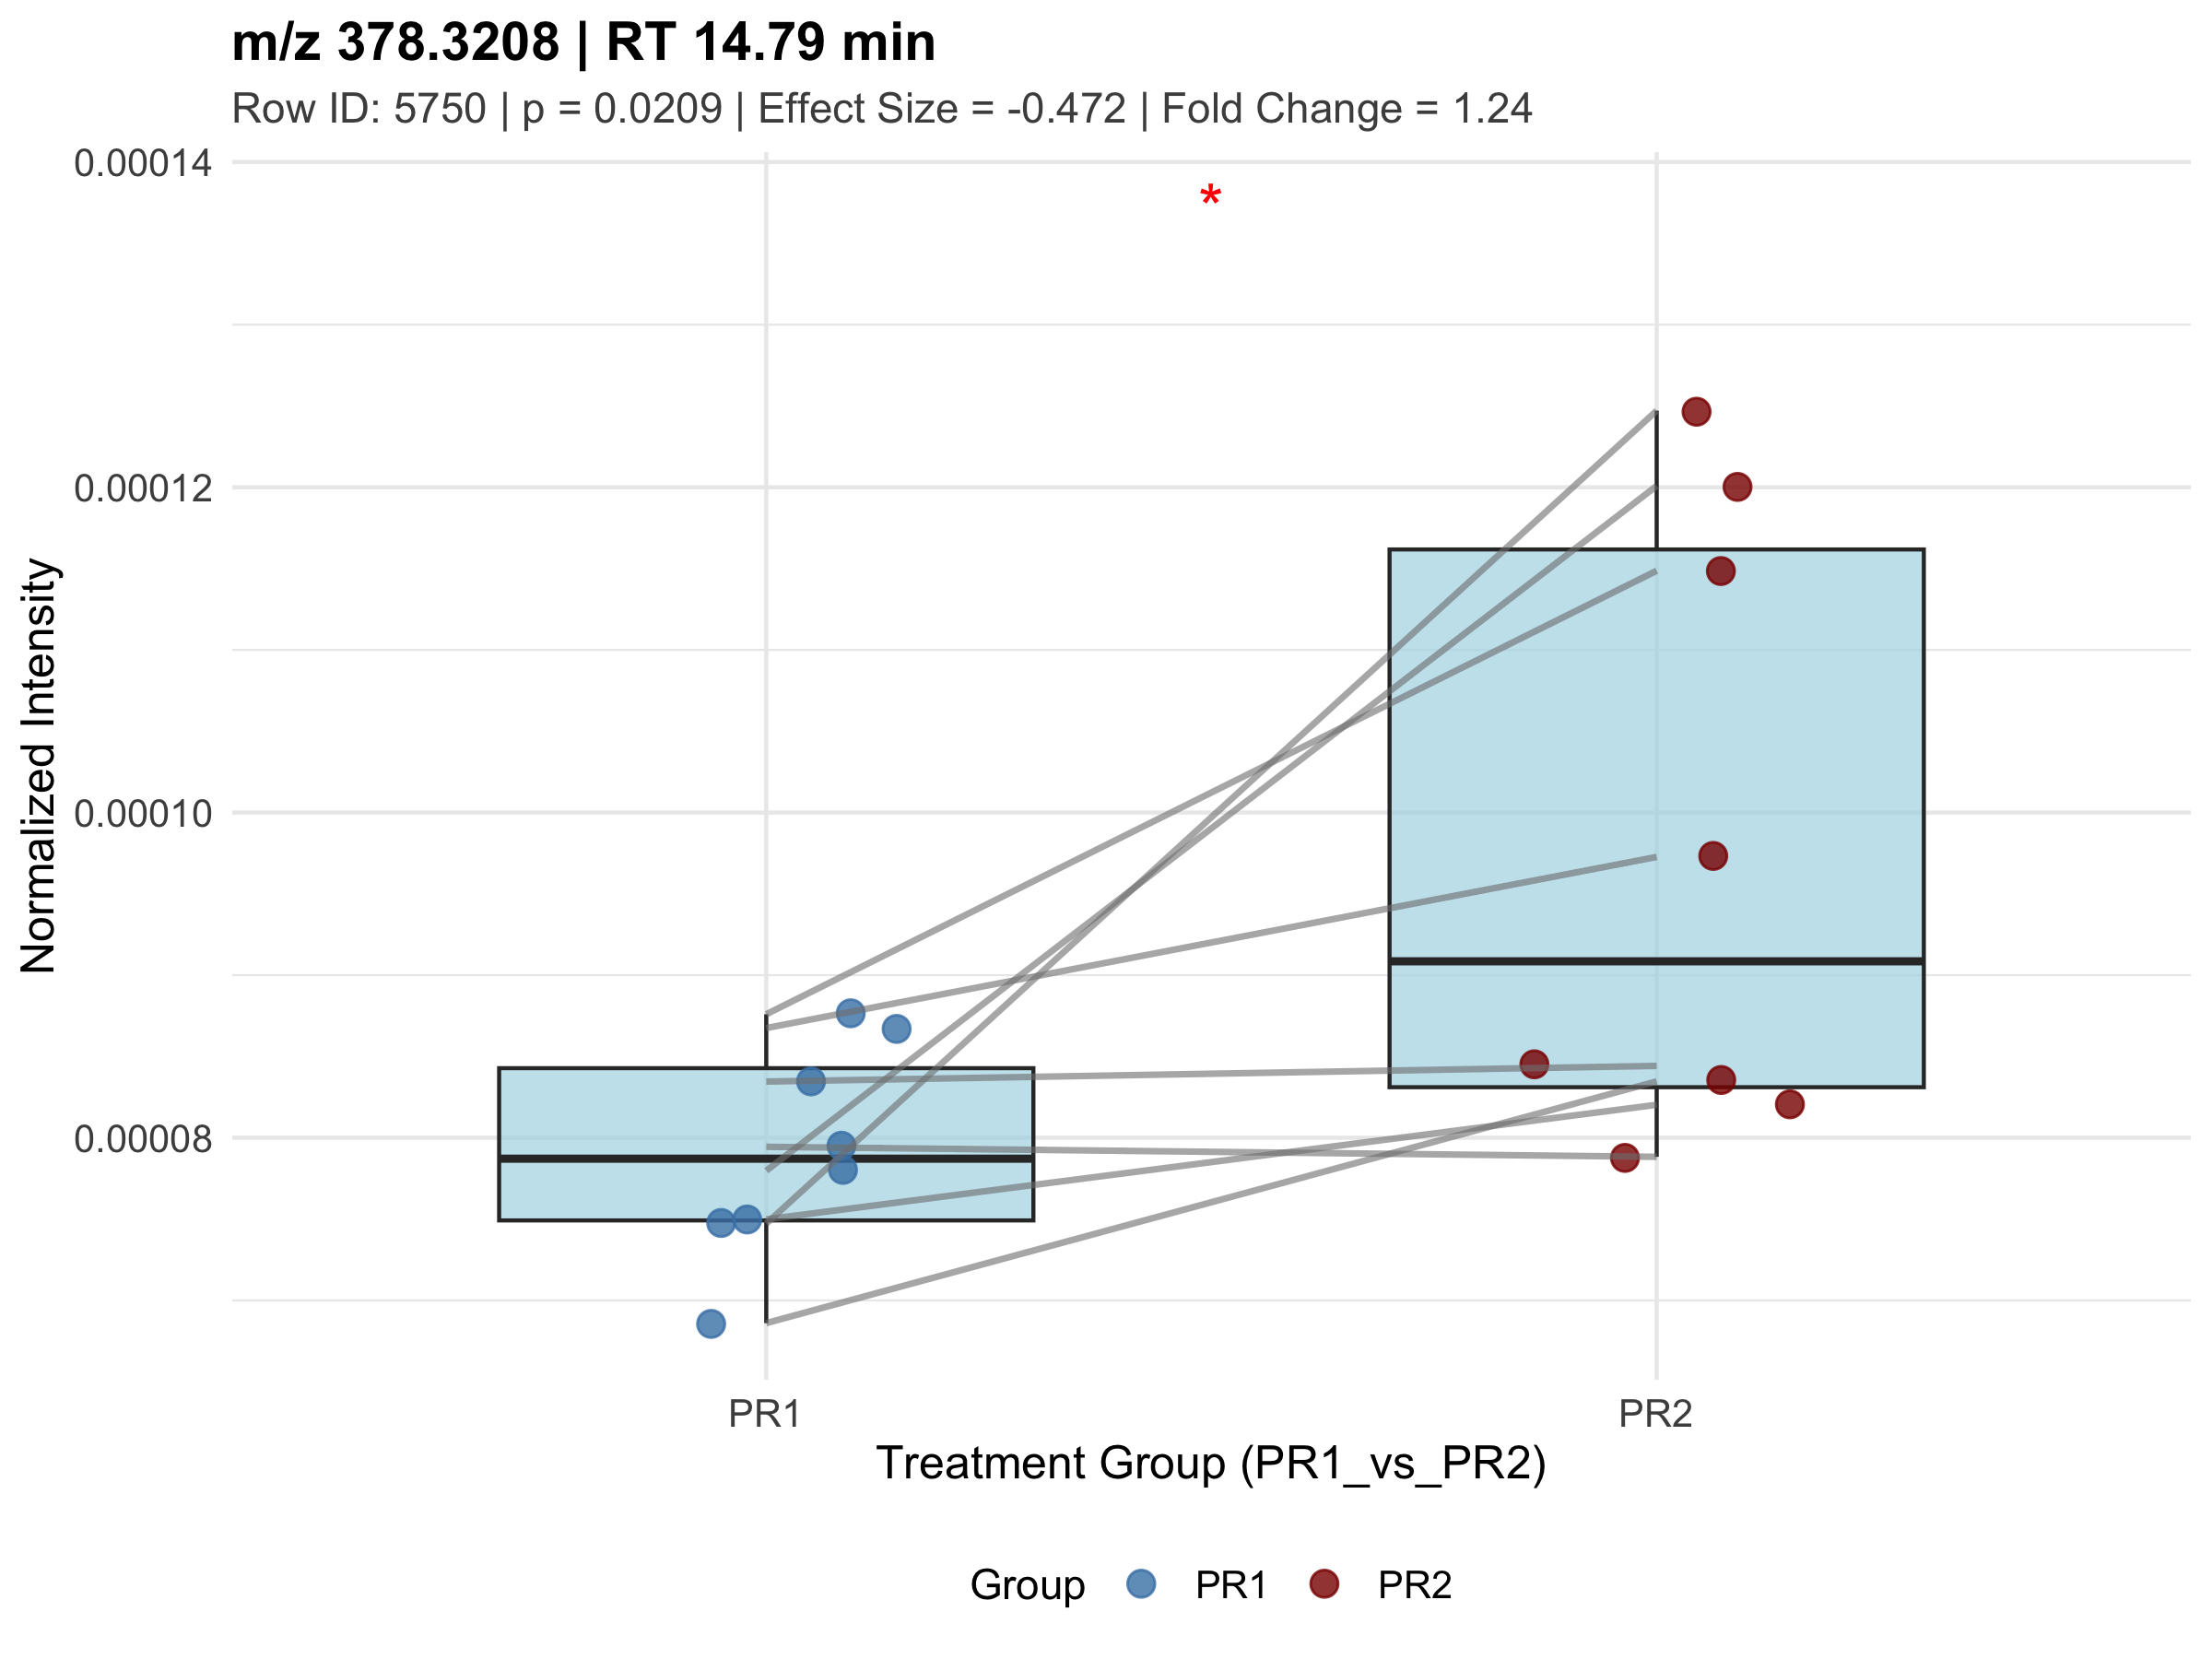 m/z 378.3208 | RT 14.79 min
Row ID: 5750 | p = 0.0209 | Effect Size = -0.472 | Fold Change = 1.24
0.00014
*
0.00012
0.00010
0.00008
Normalized Intensity
PR1
PR2
Treatment Group (PR1_vs_PR2)
Group PR1 PR2